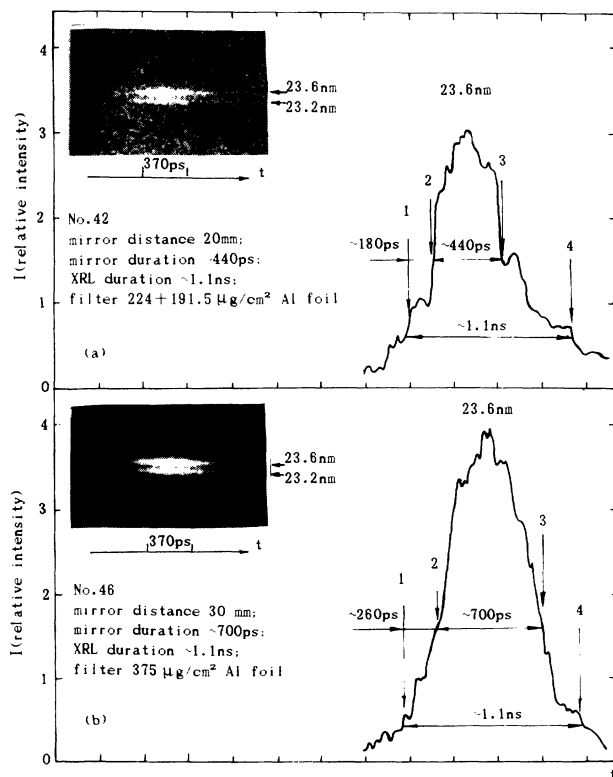 4
3
2
1
0
I(relative intensity)
23.6nm
23.2nm
370ps
t
No.42
mirror distance 20mm;
mirror duration ~440ps;
XRL duration ~1.1ns;
filter 224+191.5 μg/cm² Al foil
(a)
23.6nm
1
2
3
4
~180ps
~440ps
~1.1ns
4
3
2
1
0
I(relative intensity)
23.6nm
23.2nm
370ps
t
No.46
mirror distance 30 mm;
mirror duration ~700ps;
XRL duration ~1.1ns;
filter 375 μg/cm² Al foil
(b)
23.6nm
1
2
3
4
~260ps
~700ps
~1.1ns